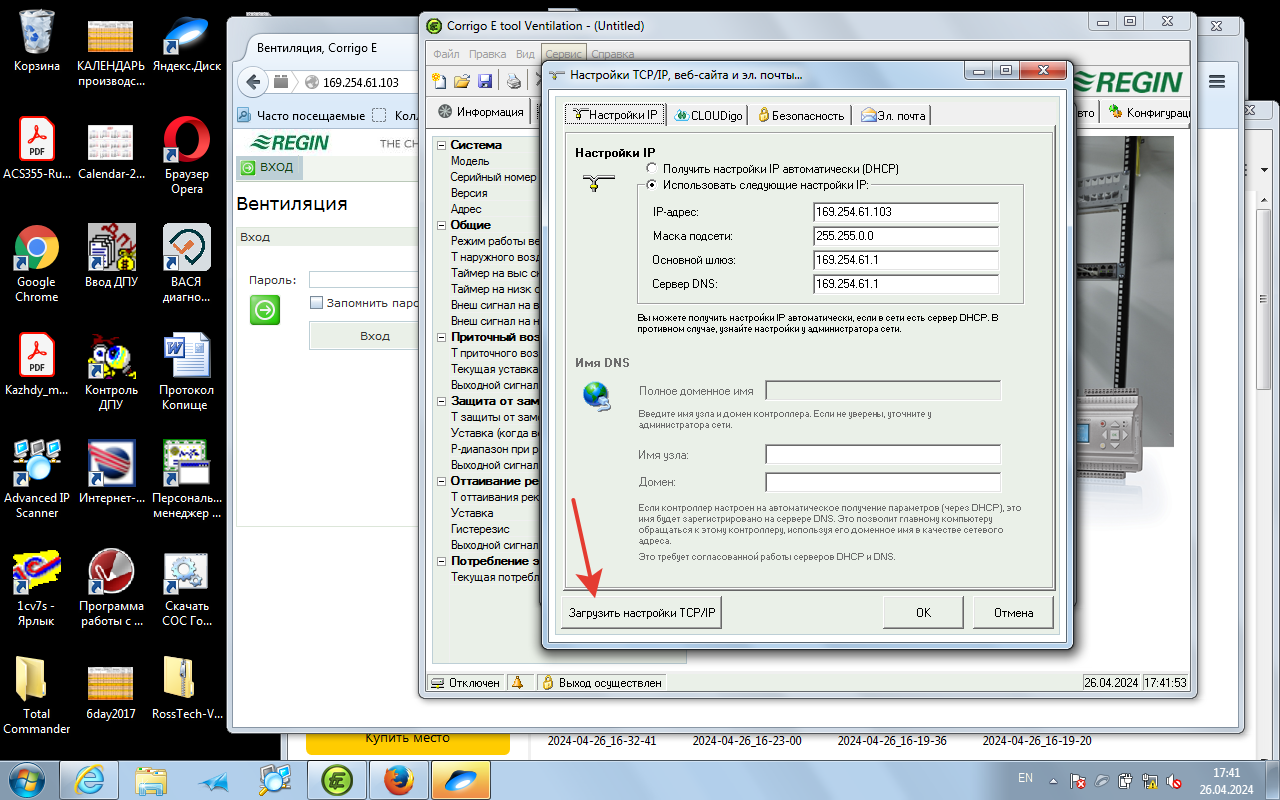 Корзина
КАЛЕНДАРЬ
производс...
Яндекс.Диск
ACS355-Ru...
Calendar-2...
Браузер
Opera
Google
Chrome
Ввод ДПУ
ВАСЯ
диагно...
Kazhdy_m...
Контроль
ДПУ
Протокол
Копище
Advanced IP
Scanner
Интернет-...
Персональ...
менеджер ...
1cv7s -
Ярлык
Программа
работы с ...
Скачать
СОС Го...
Total
Commander
6day2017
RossTech-V...
Вентиляция, Corrigo E
169.254.61.103
Часто посещаемые
REGIN
THE CH
ВХОД
Вентиляция
Вход
Пароль:
Запомнить паро
Вход
Corrigo E tool Ventilation - (Untitled)
Файл Правка Вид Сервис Справка
Информация
вто
Конфигурац
REGIN
Система
Модель
Серийный номер
Версия
Адрес
Общие
Режим работы ве
Т наружного возд
Таймер на выс ск
Таймер на низк с
Внеш сигнал на в
Внеш сигнал на н
Приточный воз
Т приточного воз
Текущая уставка
Выходной сигнал
Защита от зам
Т защиты от заме
Уставка (когда ве
Р-диапазон при р
Выходной сигнал
Оттаивание ре
Т оттаивания рек
Уставка
Гистерезис
Выходной сигнал
Потребление э
Текущая потребл
Отключен
Выход осуществлен
26.04.2024 17:41:53
Настройки TCP/IP, веб-сайта и эл. почты...
Настройки IP
CLOUDigo
Безопасность
Эл. почта
Настройки IP
Получить настройки IP автоматически (DHCP)
Использовать следующие настройки IP:
IP-адрес: 169.254.61.103
Маска подсети: 255.255.0.0
Основной шлюз: 169.254.61.1
Сервер DNS: 169.254.61.1
Вы можете получить настройки IP автоматически, если в сети есть сервер DHCP. В
противном случае, узнайте настройки у администратора сети.
Имя DNS
Полное доменное имя
Введите имя узла и домен контроллера. Если не уверены, уточните у
администратора сети.
Имя узла:
Домен:
Если контроллер настроен на автоматическое получение параметров (через DHCP), это
имя будет зарегистрировано на сервере DNS. Это позволит главному компьютеру
обращаться к этому контроллеру, используя его доменное имя в качестве сетевого
адреса.
Это требует согласованной работы серверов DHCP и DNS.
Загрузить настройки TCP/IP
OK
Отмена
Купить место
2024-04-26_16-32-41
2024-04-26_16-23-00
2024-04-26_16-19-36
2024-04-26_16-19-20
EN
17:41
26.04.2024